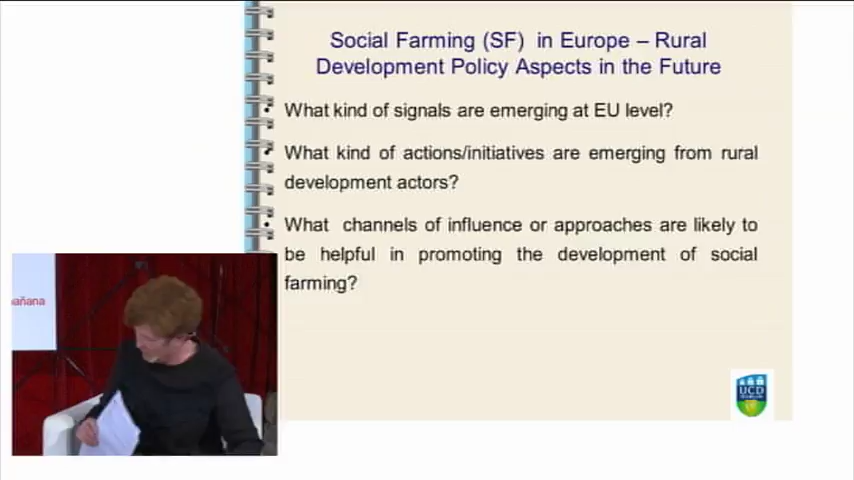 Social Farming (SF) in Europe – Rural
Development Policy Aspects in the Future
• What kind of signals are emerging at EU level?
• What kind of actions/initiatives are emerging from rural
development actors?
• What channels of influence or approaches are likely to
be helpful in promoting the development of social
farming?
añana
UCD